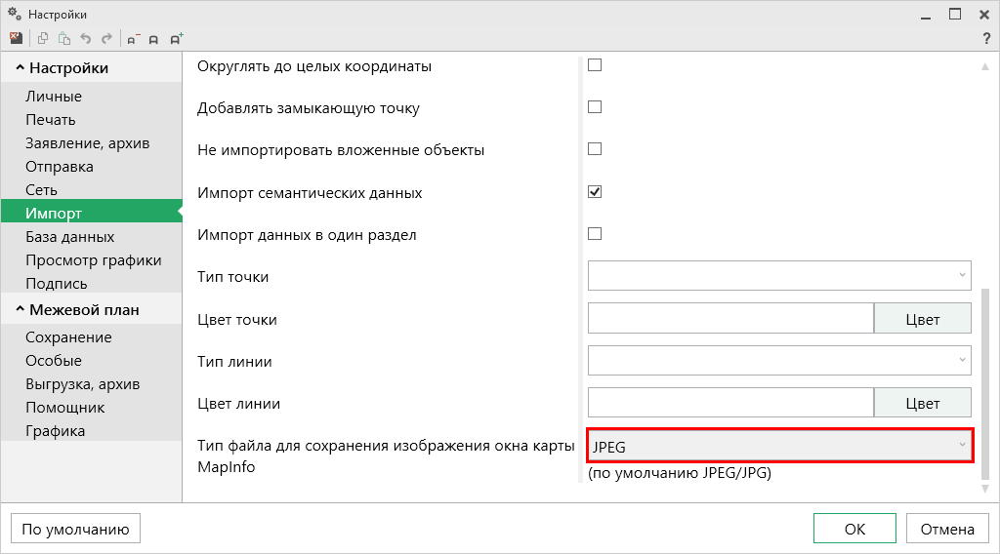 Настройки
?
Настройки
Личные
Печать
Заявление, архив
Отправка
Сеть
Импорт
База данных
Просмотр графики
Подпись
Межевой план
Сохранение
Особые
Выгрузка, архив
Помощник
Графика
Округлять до целых координаты
Добавлять замыкающую точку
Не импортировать вложенные объекты
Импорт семантических данных
Импорт данных в один раздел
Тип точки
Цвет точки
Цвет
Тип линии
Цвет линии
Цвет
Тип файла для сохранения изображения окна карты
MapInfo
JPEG
(по умолчанию JPEG/JPG)
По умолчанию
ОК
Отмена